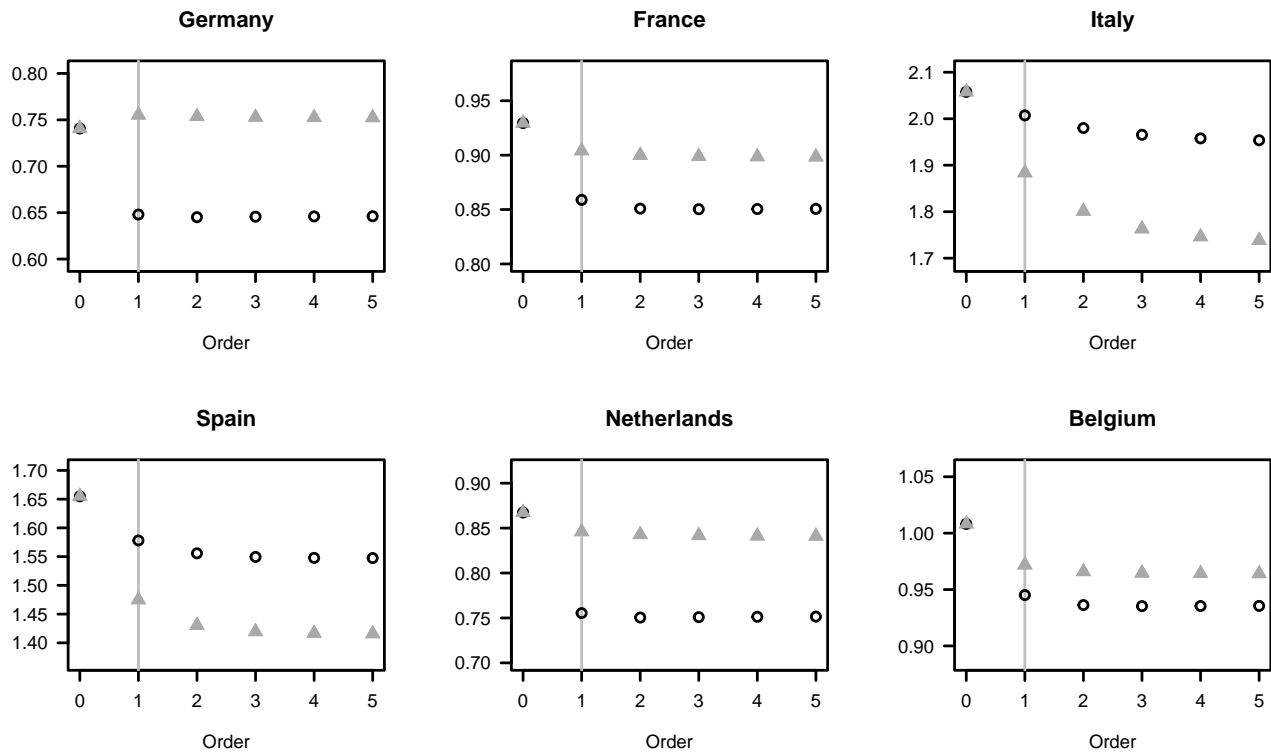 Germany
0.80
0.75
0.70
0.65
0.60
0 1 2 3 4 5
Order
France
0.95
0.90
0.85
0.80
0 1 2 3 4 5
Order
Italy
2.1
2.0
1.9
1.8
1.7
0 1 2 3 4 5
Order
Spain
1.70
1.65
1.60
1.55
1.50
1.45
1.40
0 1 2 3 4 5
Order
Netherlands
0.90
0.85
0.80
0.75
0.70
0 1 2 3 4 5
Order
Belgium
1.05
1.00
0.95
0.90
0 1 2 3 4 5
Order